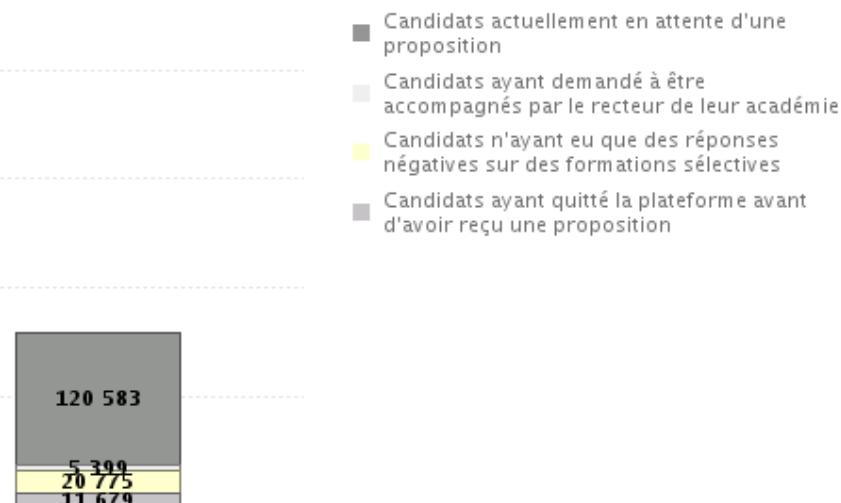 Candidats actuellement en attente d'une
proposition
Candidats ayant demandé à être
accompagnés par le recteur de leur académie
Candidats n'ayant eu que des réponses
négatives sur des formations sélectives
Candidats ayant quitté la plateforme avant
d'avoir reçu une proposition
120 583
5 399
20 775
11 679